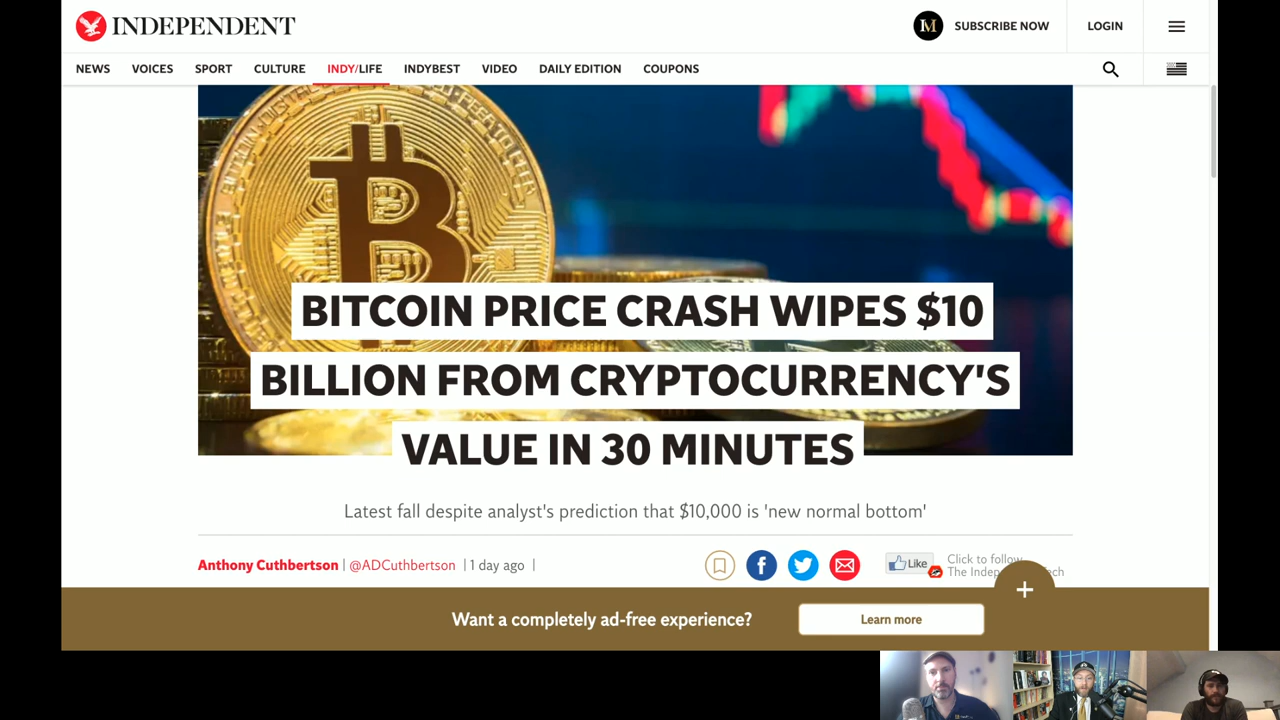 INDEPENDENT
SUBSCRIBE NOW
LOGIN
NEWS VOICES SPORT CULTURE INDY/LIFE INDYBEST VIDEO DAILY EDITION COUPONS
BITCOIN PRICE CRASH WIPES $10
BILLION FROM CRYPTOCURRENCY'S
VALUE IN 30 MINUTES
Latest fall despite analyst's prediction that $10,000 is 'new normal bottom'
Anthony Cuthbertson | @ADCuthbertson | 1 day ago |
Like
Click to follow
The
Want a completely ad-free experience?
Learn more